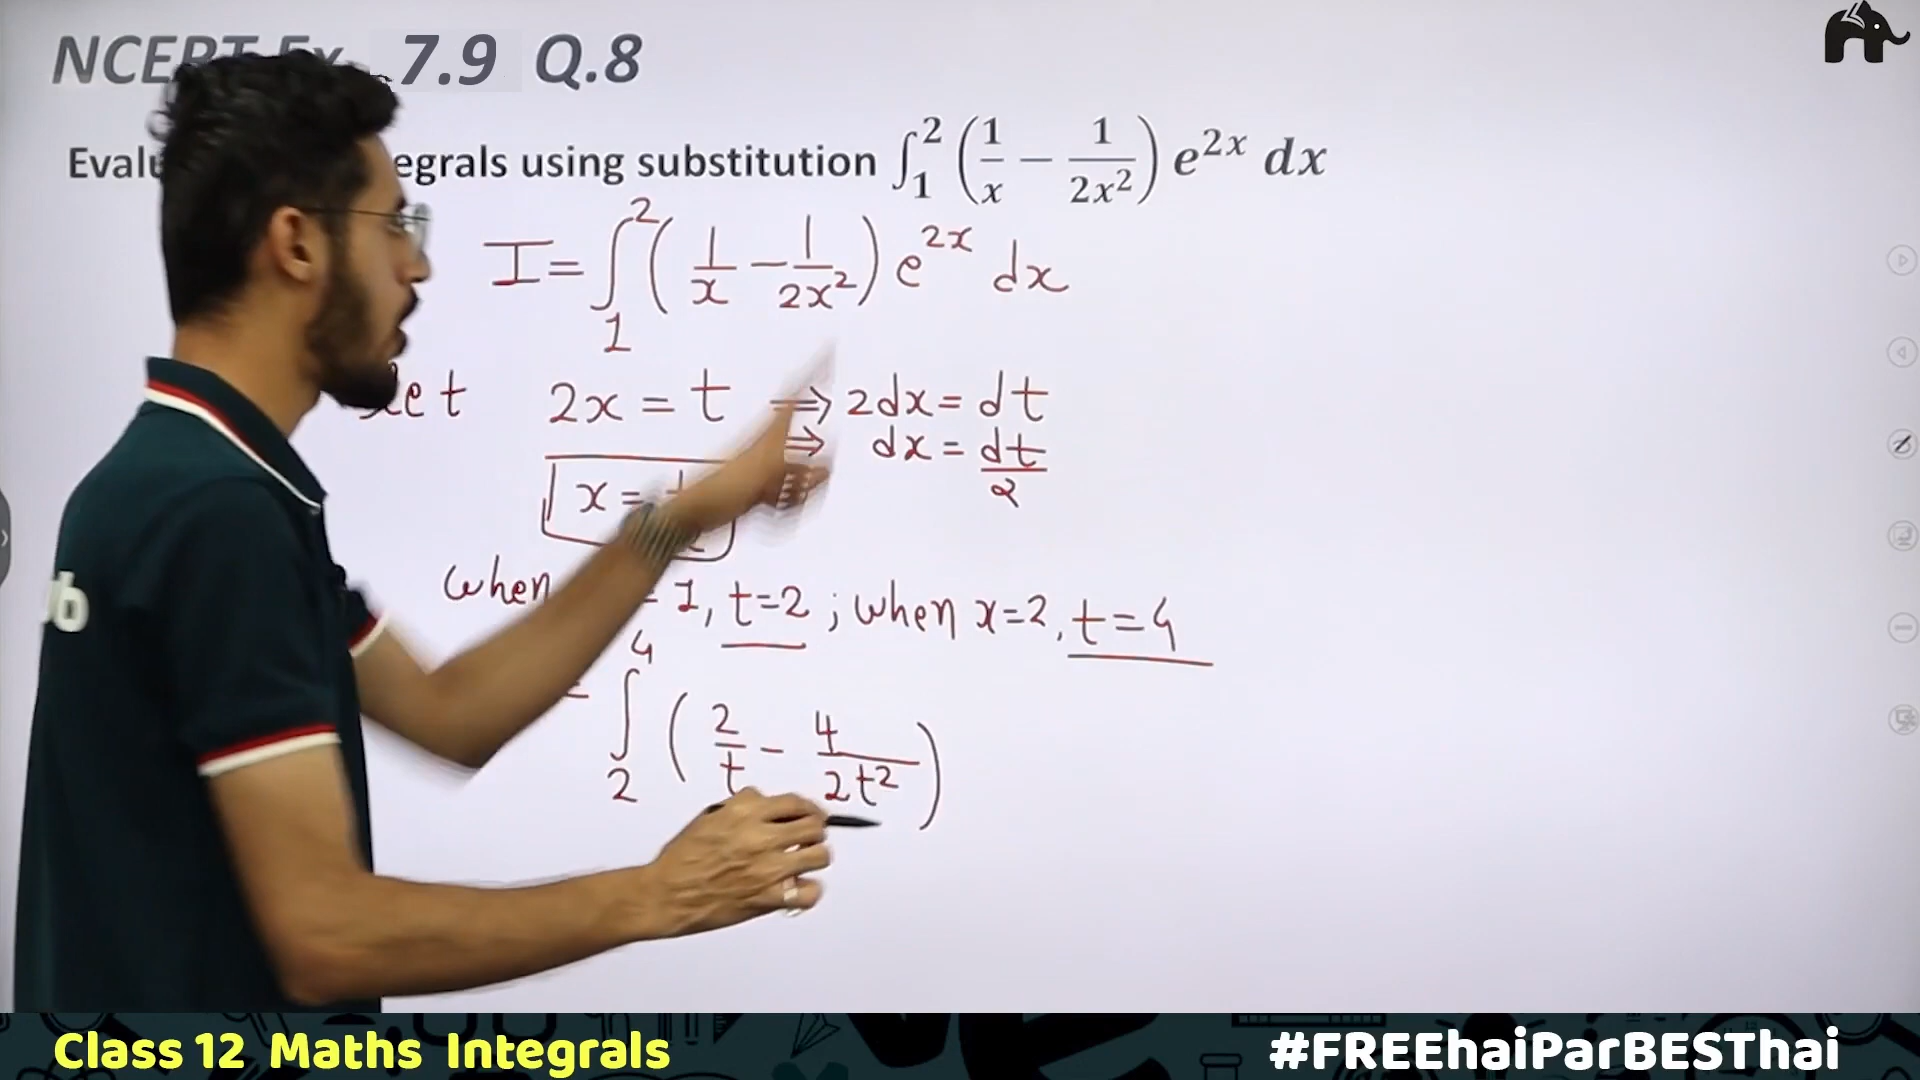 NCERT Ex. 7.9 Q.8
egrals using substitution ∫₁² (1/x − 1/2x²) e^{2x} dx
I = ∫₁² (1/x − 1/2x²) e^{2x} dx
let 2x = t ⇒ 2dx = dt
⇒ dx = dt/2
x =
when = 1, t=2 ; when x=2, t=4
= ∫₂⁴ (2/t − 4/2t²)
b
Class 12 Maths Integrals
#FREEhaiParBESThai